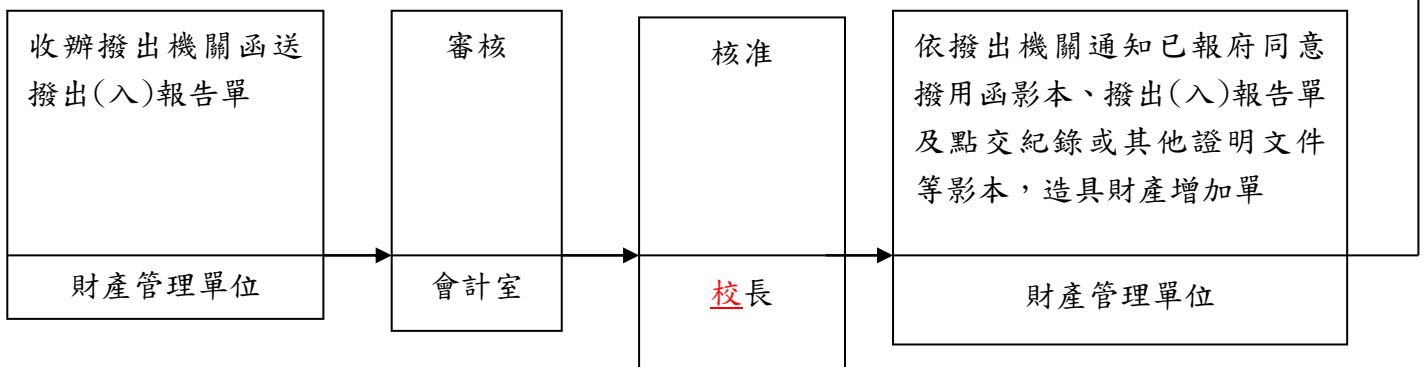 收辦撥出機關函送
撥出(入)報告單
財產管理單位
審核
會計室
核准
校長
依撥出機關通知已報府同意
撥用函影本、撥出(入)報告單
及點交紀錄或其他證明文件
等影本，造具財產增加單
財產管理單位